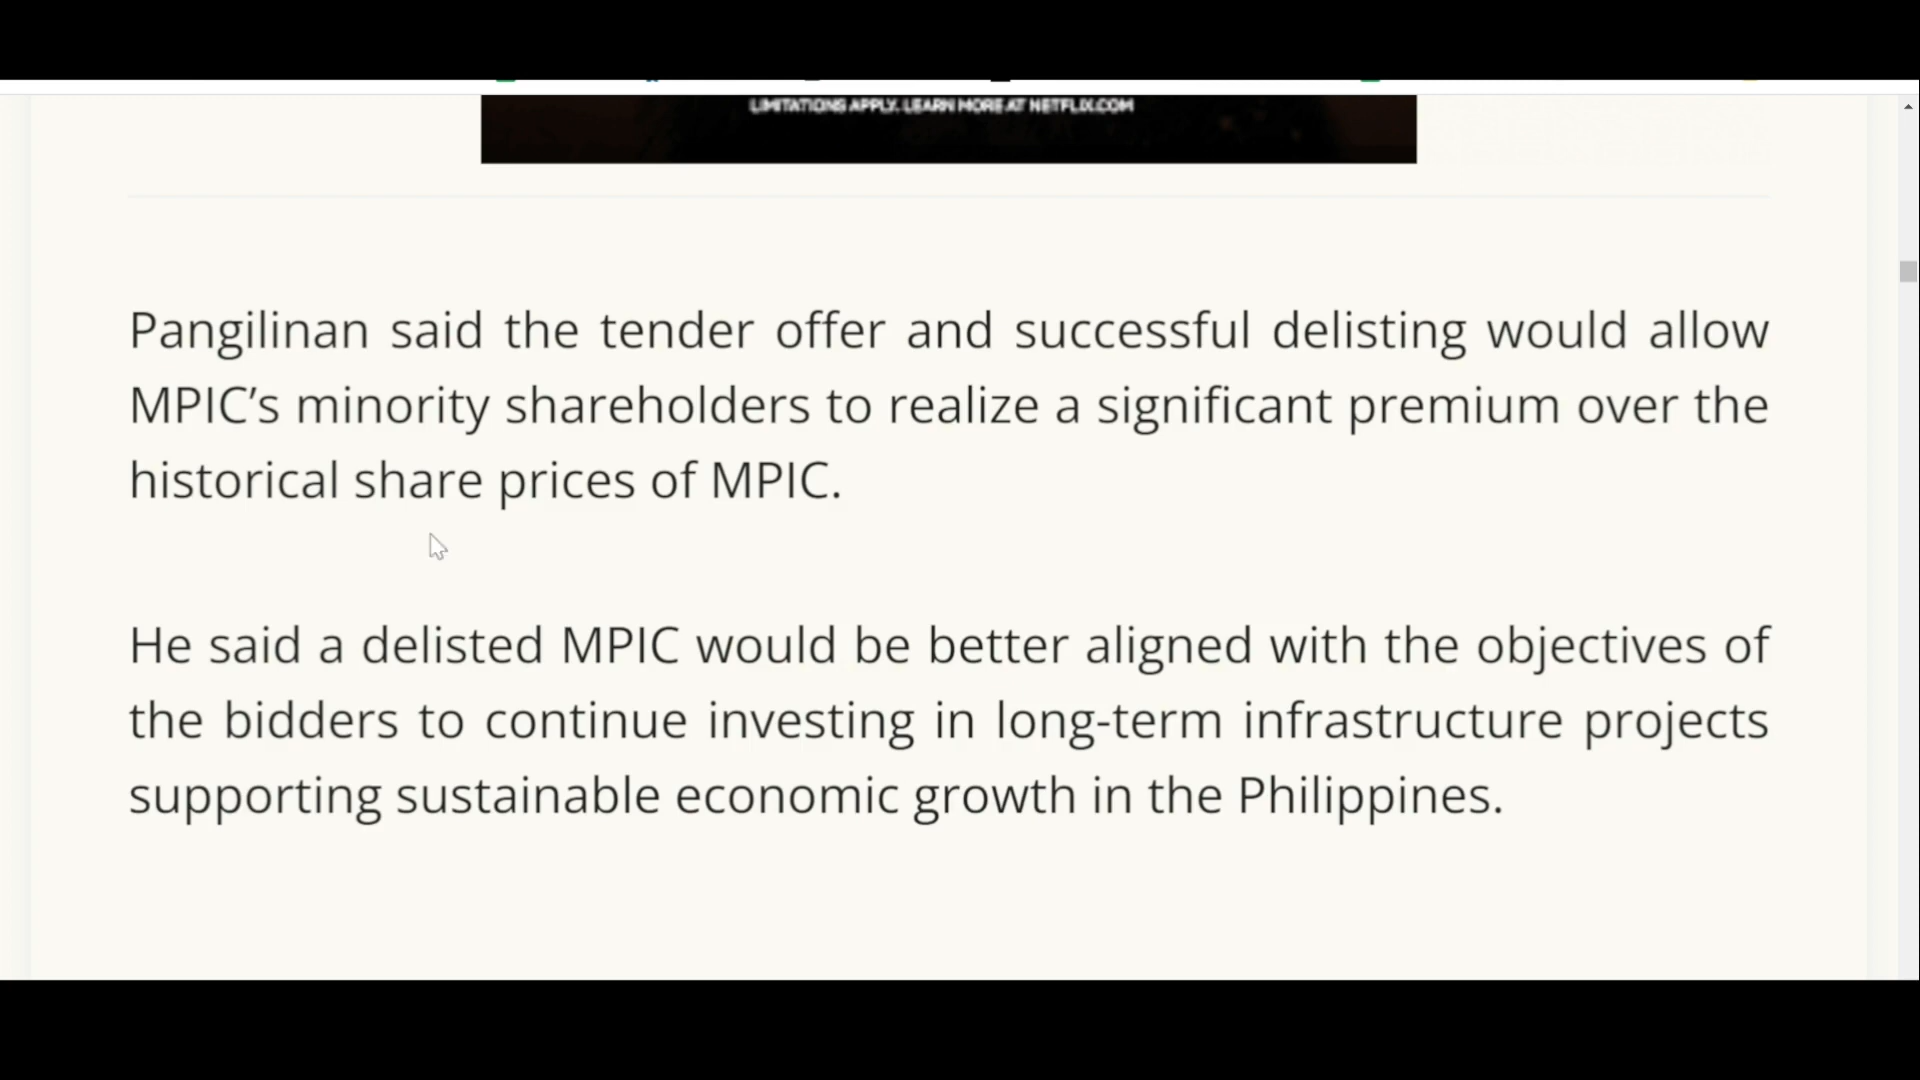 LIMITATIONS APPLY. LEARN MORE AT NETFLIX.COM
Pangilinan said the tender offer and successful delisting would allow
MPIC’s minority shareholders to realize a significant premium over the
historical share prices of MPIC.
He said a delisted MPIC would be better aligned with the objectives of
the bidders to continue investing in long-term infrastructure projects
supporting sustainable economic growth in the Philippines.